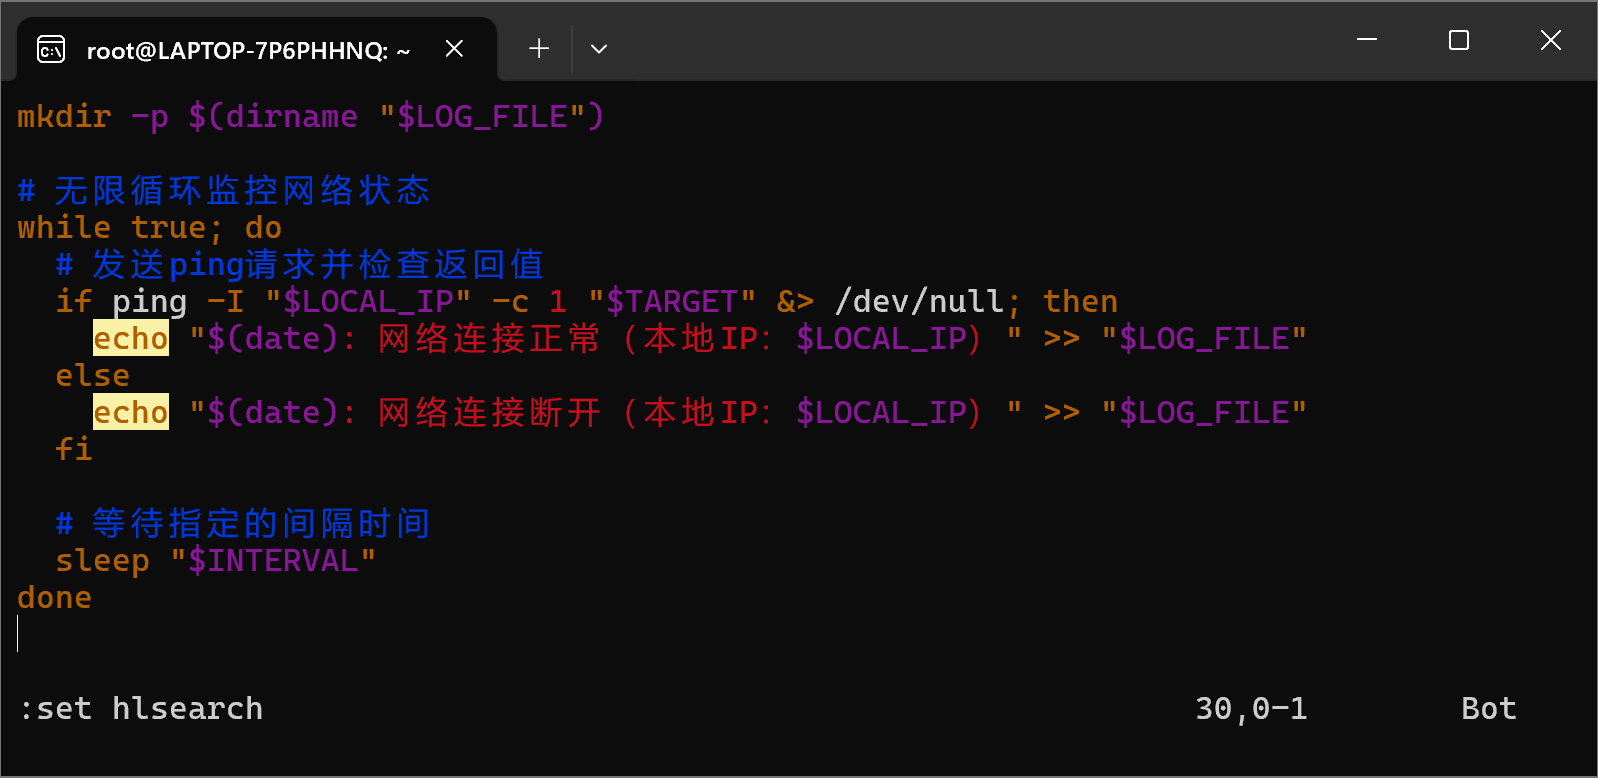 root@LAPTOP-7P6PHHNQ: ~
mkdir -p $(dirname "$LOG_FILE")
# 无限循环监控网络状态
while true; do
  # 发送ping请求并检查返回值
  if ping -I "$LOCAL_IP" -c 1 "$TARGET" &> /dev/null; then
    echo "$(date): 网络连接正常（本地IP: $LOCAL_IP）" >> "$LOG_FILE"
  else
    echo "$(date): 网络连接断开（本地IP: $LOCAL_IP）" >> "$LOG_FILE"
  fi
  # 等待指定的间隔时间
  sleep "$INTERVAL"
done
:set hlsearch 30,0-1 Bot